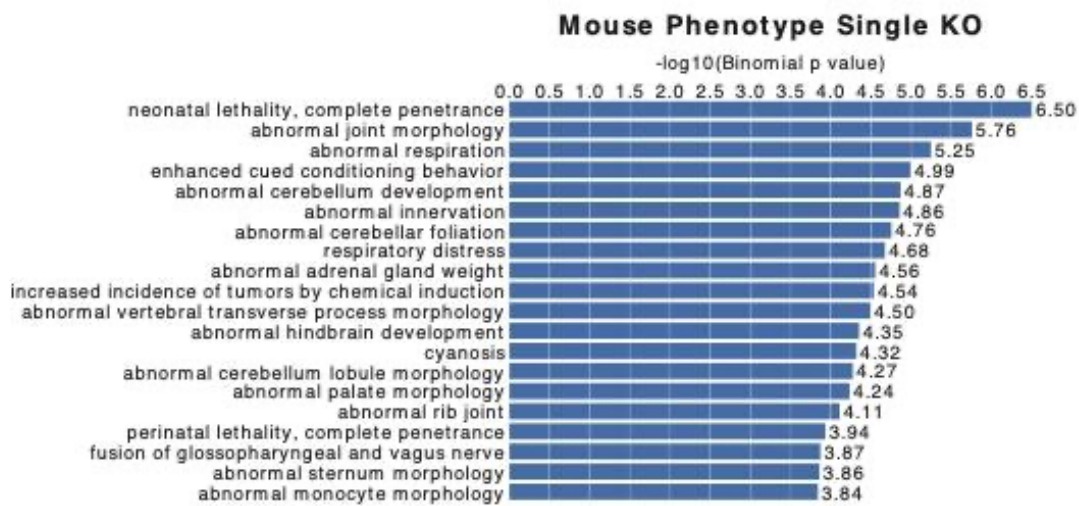 Mouse Phenotype Single KO
-log10(Binomial p value)
0.0 0.5 1.0 1.5 2.0 2.5 3.0 3.5 4.0 4.5 5.0 5.5 6.0 6.5
neonatal lethality, complete penetrance 6.50
abnormal joint morphology 5.76
abnormal respiration 5.25
enhanced cued conditioning behavior 4.99
abnormal cerebellum development 4.87
abnormal innervation 4.86
abnormal cerebellar foliation 4.76
respiratory distress 4.68
abnormal adrenal gland weight 4.56
increased incidence of tumors by chemical induction 4.54
abnormal vertebral transverse process morphology 4.50
abnormal hindbrain development 4.35
cyanosis 4.32
abnormal cerebellum lobule morphology 4.27
abnormal palate morphology 4.24
abnormal rib joint 4.11
perinatal lethality, complete penetrance 3.94
fusion of glossopharyngeal and vagus nerve 3.87
abnormal sternum morphology 3.86
abnormal monocyte morphology 3.84